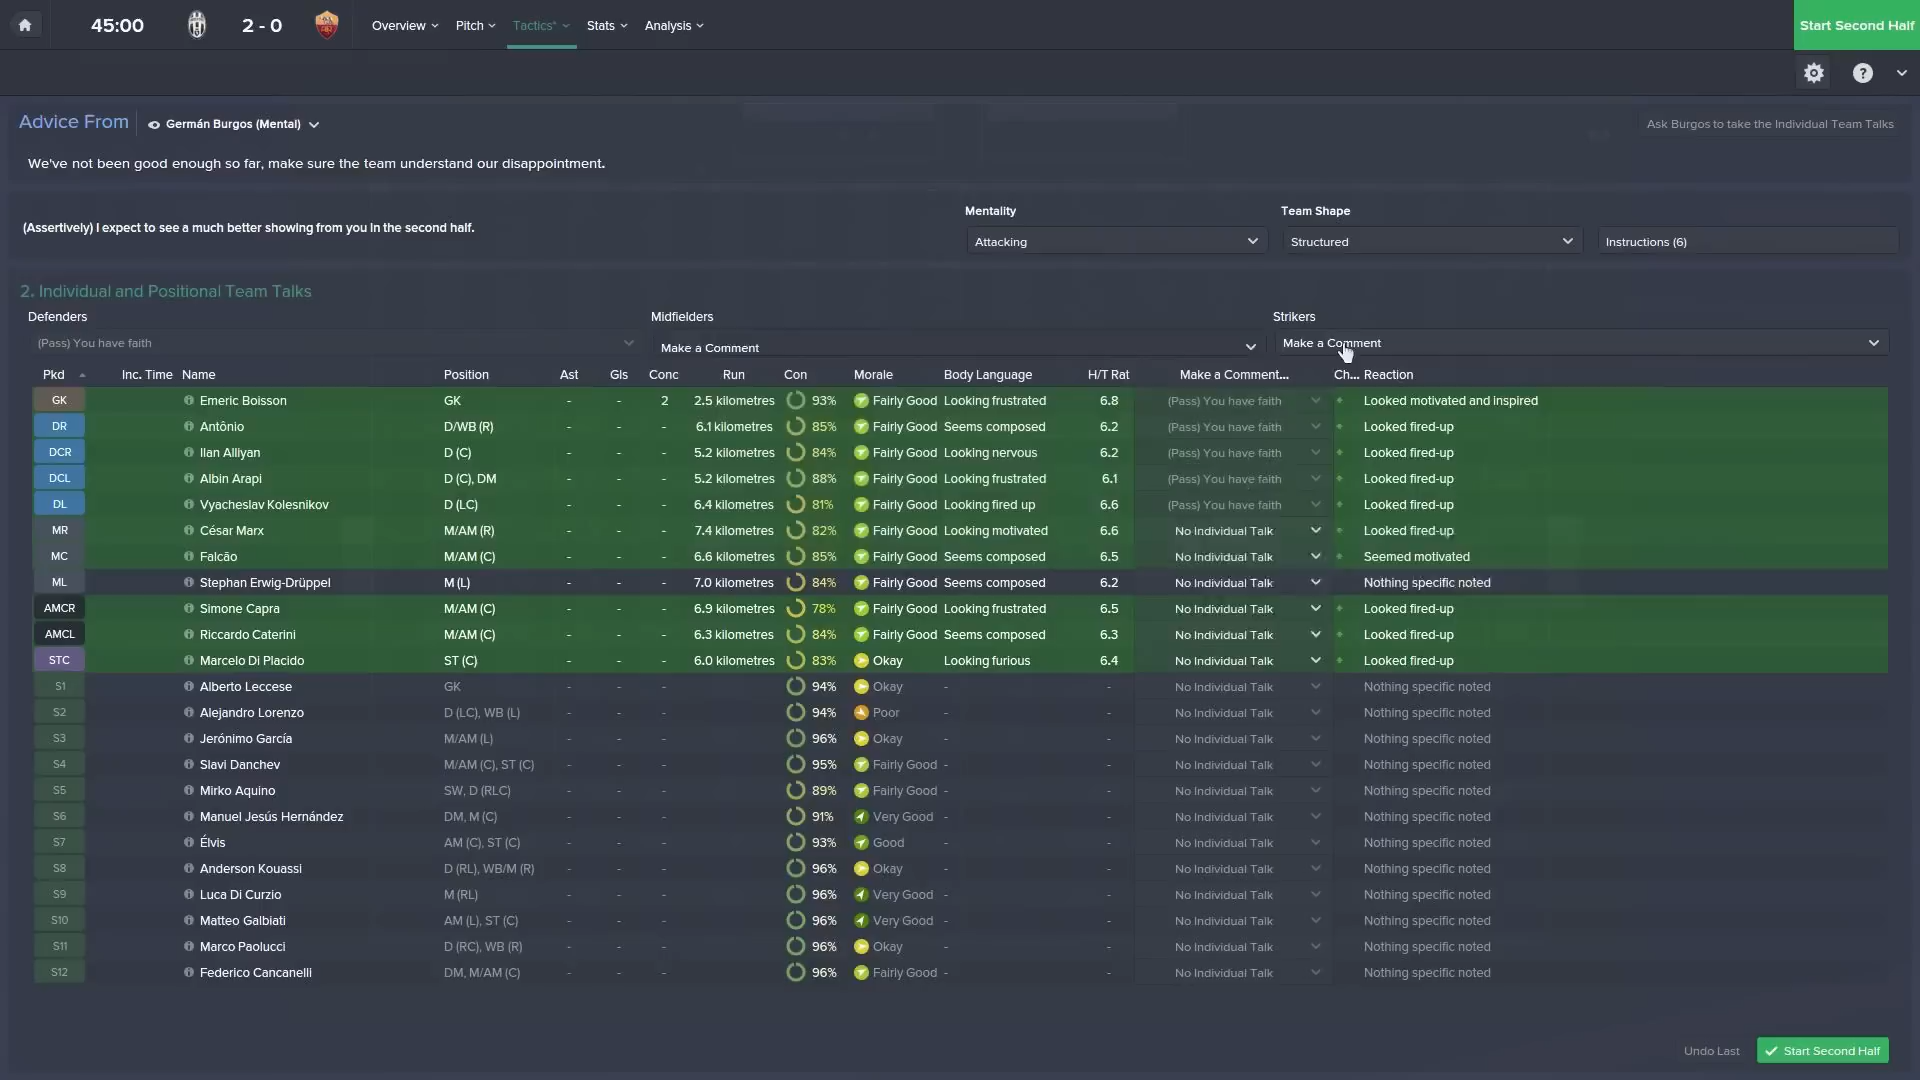 45:00 2 - 0 Overview Pitch Tactics* Stats Analysis Start Second Half
?
Advice From Germán Burgos (Mental) Ask Burgos to take the Individual Team Talks
We've not been good enough so far, make sure the team understand our disappointment.
Mentality Team Shape
(Assertively) I expect to see a much better showing from you in the second half.
Attacking Structured Instructions (6)
2. Individual and Positional Team Talks
Defenders Midfielders Strikers
(Pass) You have faith Make a Comment Make a Comment
Pkd Inc. Time Name Position Ast Gls Conc Run Con Morale Body Language H/T Rat Make a Comment... Ch... Reaction
GK Emeric Boisson GK - - 2 2.5 kilometres 93% Fairly Good Looking frustrated 6.8 (Pass) You have faith Looked motivated and inspired
DR Antônio D/WB (R) - - - 6.1 kilometres 85% Fairly Good Seems composed 6.2 (Pass) You have faith Looked fired-up
DCR Ilan Alliyan D (C) - - - 5.2 kilometres 84% Fairly Good Looking nervous 6.2 (Pass) You have faith Looked fired-up
DCL Albin Arapi D (C), DM - - - 5.2 kilometres 88% Fairly Good Looking frustrated 6.1 (Pass) You have faith Looked fired-up
DL Vyacheslav Kolesnikov D (LC) - - - 6.4 kilometres 81% Fairly Good Looking fired up 6.6 (Pass) You have faith Looked fired-up
MR César Marx M/AM (R) - - - 7.4 kilometres 82% Fairly Good Looking motivated 6.6 No Individual Talk Looked fired-up
MC Falcão M/AM (C) - - - 6.6 kilometres 85% Fairly Good Seems composed 6.5 No Individual Talk Seemed motivated
ML Stephan Erwig-Drüppel M (L) - - - 7.0 kilometres 84% Fairly Good Seems composed 6.2 No Individual Talk Nothing specific noted
AMCR Simone Capra M/AM (C) - - - 6.9 kilometres 78% Fairly Good Looking frustrated 6.5 No Individual Talk Looked fired-up
AMCL Riccardo Caterini M/AM (C) - - - 6.3 kilometres 84% Fairly Good Seems composed 6.3 No Individual Talk Looked fired-up
STC Marcelo Di Placido ST (C) - - - 6.0 kilometres 83% Okay Looking furious 6.4 No Individual Talk Looked fired-up
S1 Alberto Leccese GK - - - 94% Okay - - No Individual Talk Nothing specific noted
S2 Alejandro Lorenzo D (LC), WB (L) - - - 94% Poor - - No Individual Talk Nothing specific noted
S3 Jerónimo García M/AM (L) - - - 96% Okay - - No Individual Talk Nothing specific noted
S4 Slavi Danchev M/AM (C), ST (C) - - - 95% Fairly Good - - No Individual Talk Nothing specific noted
S5 Mirko Aquino SW, D (RLC) - - - 89% Fairly Good - - No Individual Talk Nothing specific noted
S6 Manuel Jesús Hernández DM, M (C) - - - 91% Very Good - - No Individual Talk Nothing specific noted
S7 Élvis AM (C), ST (C) - - - 93% Good - - No Individual Talk Nothing specific noted
S8 Anderson Kouassi D (RL), WB/M (R) - - - 96% Okay - - No Individual Talk Nothing specific noted
S9 Luca Di Curzio M (RL) - - - 96% Very Good - - No Individual Talk Nothing specific noted
S10 Matteo Galbiati AM (L), ST (C) - - - 96% Very Good - - No Individual Talk Nothing specific noted
S11 Marco Paolucci D (RC), WB (R) - - - 96% Okay - - No Individual Talk Nothing specific noted
S12 Federico Cancanelli DM, M/AM (C) - - - 96% Fairly Good - - No Individual Talk Nothing specific noted
Undo Last Start Second Half